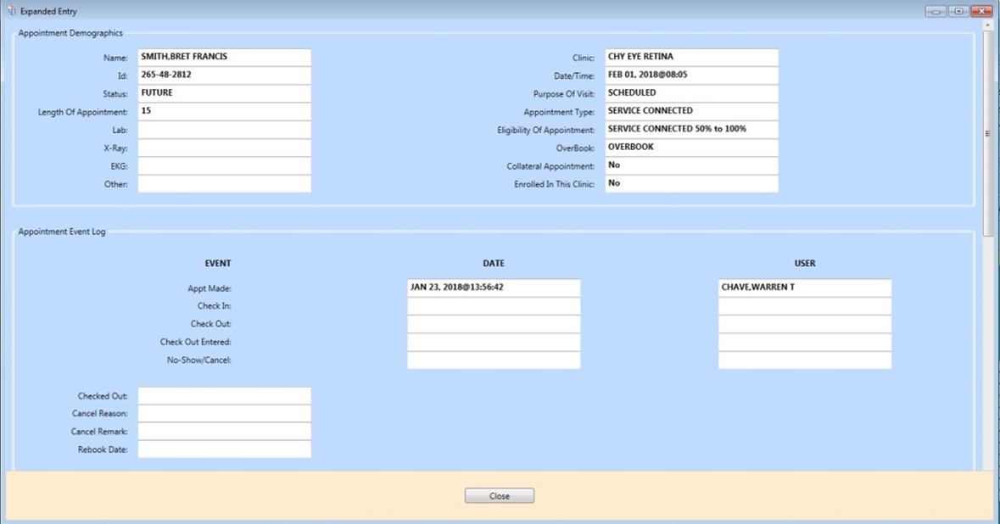 Expanded Entry
Appointment Demographics
Name: SMITH,BRET FRANCIS Clinic: CHY EYE RETINA
Id: 265-48-2812 Date/Time: FEB 01, 2018@08:05
Status: FUTURE Purpose Of Visit: SCHEDULED
Length Of Appointment: 15 Appointment Type: SERVICE CONNECTED
Lab: Eligibility Of Appointment: SERVICE CONNECTED 50% to 100%
X-Ray: OverBook: OVERBOOK
EKG: Collateral Appointment: No
Other: Enrolled In This Clinic: No
Appointment Event Log
EVENT DATE USER
Appt Made: JAN 23, 2018@13:56:42 CHAVE,WARREN T
Check In:
Check Out:
Check Out Entered:
No-Show/Cancel:
Checked Out:
Cancel Reason:
Cancel Remark:
Rebook Date:
Close